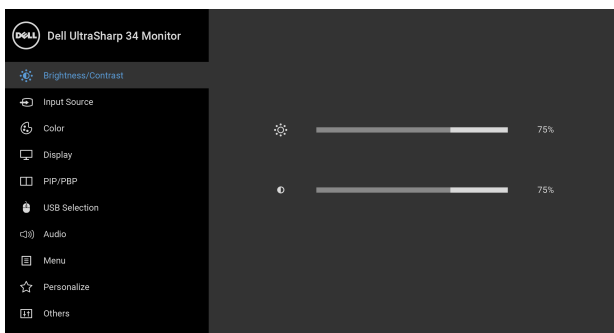 DELL Dell UltraSharp 34 Monitor
Brightness/Contrast
Input Source
Color
75%
Display
PIP/PBP
75%
USB Selection
Audio
Menu
Personalize
Others